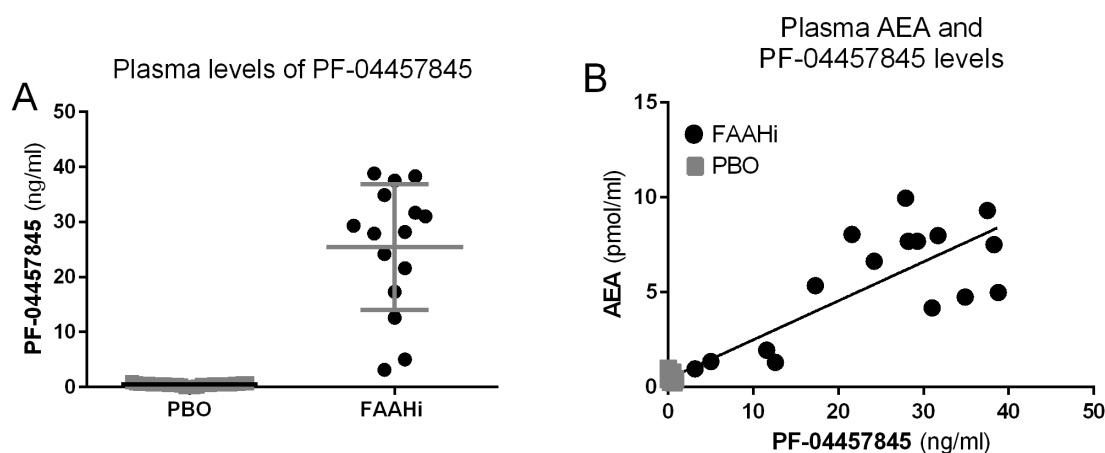 A
Plasma levels of PF-04457845
PF-04457845 (ng/ml)
50
40
30
20
10
0
PBO
FAAHi
B
Plasma AEA and
PF-04457845 levels
FAAHi
PBO
AEA (pmol/ml)
15
10
5
0
0 10 20 30 40 50
PF-04457845 (ng/ml)